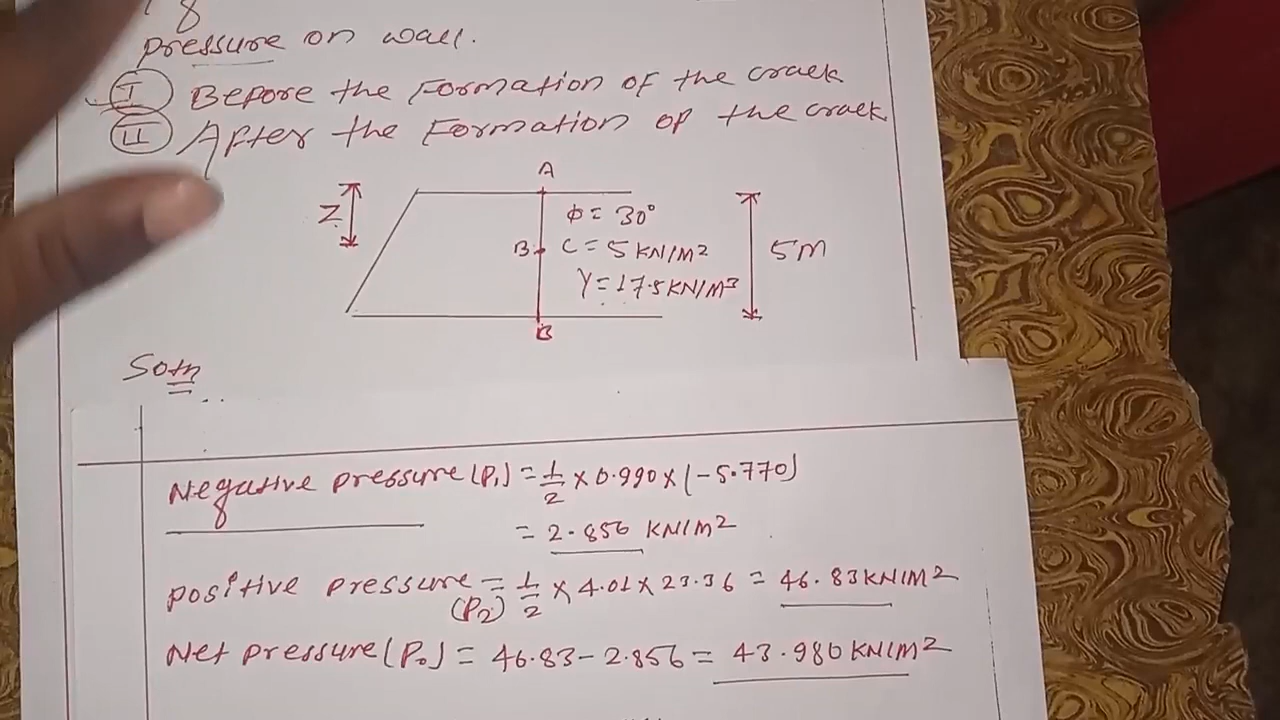 pressure on wall.
I Before the Formation of the crack
II After the Formation of the crack
A
Z
Φ = 30°
B C = 5 KN/M2
5M
γ = 17.5 KN/M3
B
Soln
Negative pressure (P1) = 1/2 × 0.990 × (-5.770)
= 2.856 KN/M2
positive pressure (P2) = 1/2 × 4.01 × 23.36 = 46.83 KN/M2
Net pressure (Po) = 46.83 - 2.856 = 43.980 KN/M2